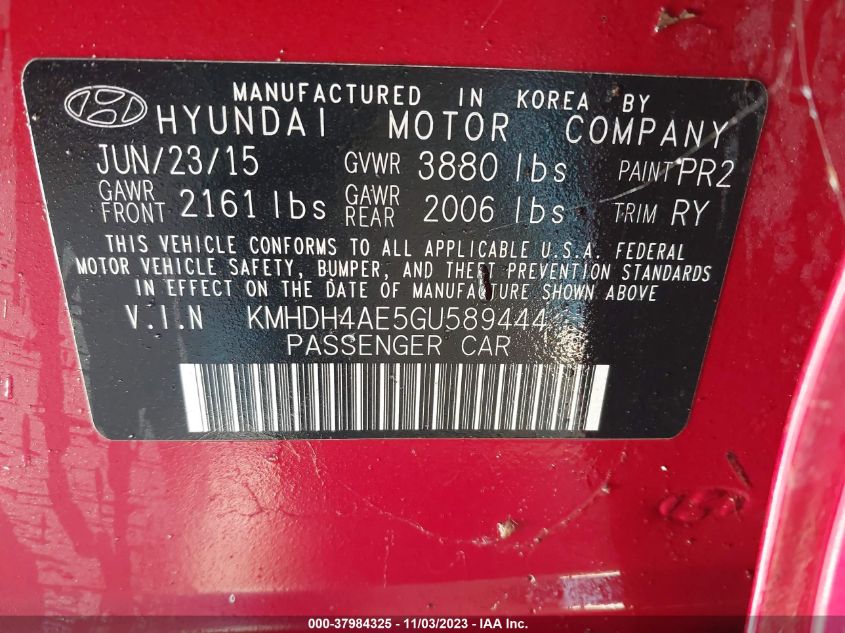 MANUFACTURED IN KOREA BY
HYUNDAI MOTOR COMPANY
JUN/23/15 GVWR 3880 lbs PAINT PR2
GAWR FRONT 2161 lbs GAWR REAR 2006 lbs TRIM RY
THIS VEHICLE CONFORMS TO ALL APPLICABLE U.S.A. FEDERAL
MOTOR VEHICLE SAFETY, BUMPER, AND THEFT PREVENTION STANDARDS
IN EFFECT ON THE DATE OF MANUFACTURE SHOWN ABOVE
V.I.N KMHDH4AE5GU589444
PASSENGER CAR
000-37984325 - 11/03/2023 - IAA Inc.